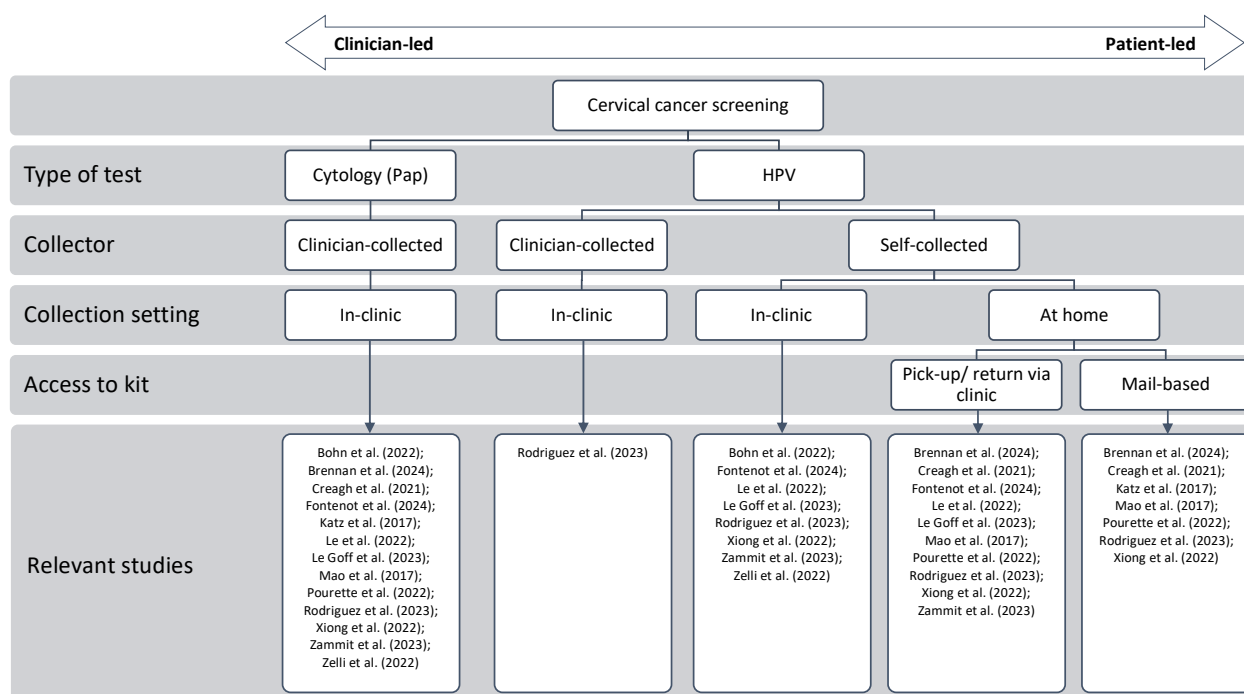 Clinician-led
Patient-led
Cervical cancer screening
Type of test
Cytology (Pap)
HPV
Collector
Clinician-collected
Clinician-collected
Self-collected
Collection setting
In-clinic
In-clinic
In-clinic
At home
Access to kit
Pick-up/ return via
clinic
Mail-based
Relevant studies
Bohn et al. (2022);
Brennan et al. (2024);
Creagh et al. (2021);
Fontenot et al. (2024);
Katz et al. (2017);
Le et al. (2022);
Le Goff et al. (2023);
Mao et al. (2017);
Pourette et al. (2022);
Rodriguez et al. (2023);
Xiong et al. (2022);
Zammit et al. (2023);
Zelli et al. (2022)
Rodriguez et al. (2023)
Bohn et al. (2022);
Fontenot et al. (2024);
Le et al. (2022);
Le Goff et al. (2023);
Rodriguez et al. (2023);
Xiong et al. (2022);
Zammit et al. (2023);
Zelli et al. (2022)
Brennan et al. (2024);
Creagh et al. (2021);
Fontenot et al. (2024);
Le et al. (2022);
Le Goff et al. (2023);
Mao et al. (2017);
Pourette et al. (2022);
Rodriguez et al. (2023);
Xiong et al. (2022);
Zammit et al. (2023)
Brennan et al. (2024);
Creagh et al. (2021);
Katz et al. (2017);
Mao et al. (2017);
Pourette et al. (2022);
Rodriguez et al. (2023);
Xiong et al. (2022)